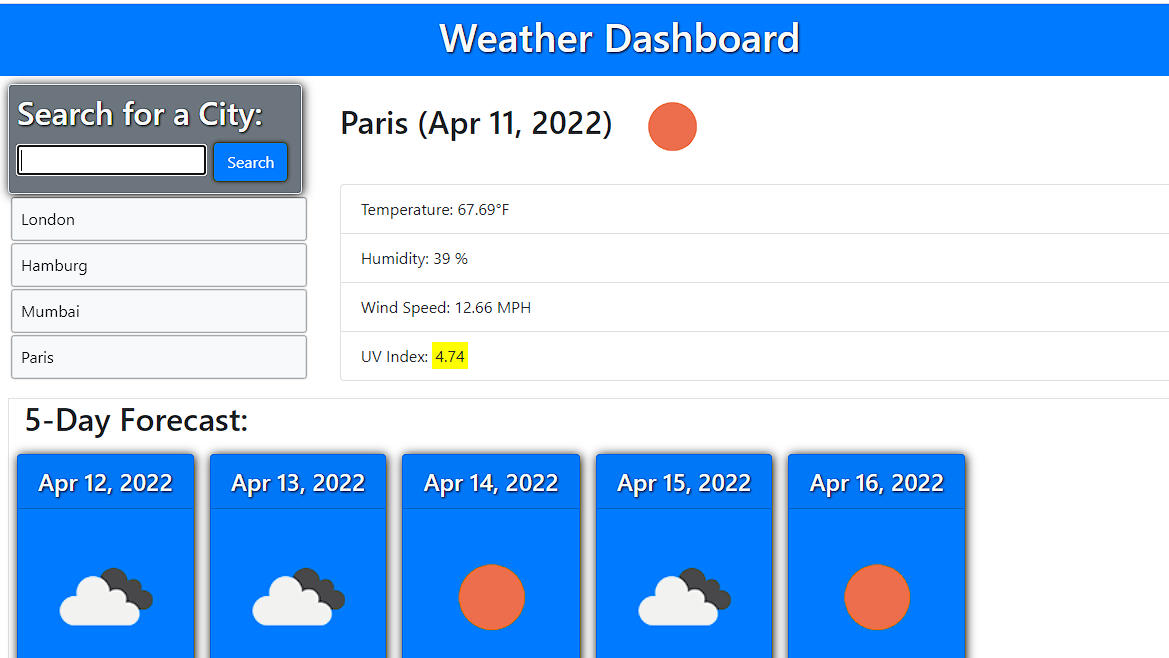 Weather Dashboard
Search for a City:
Search
London
Hamburg
Mumbai
Paris
Paris (Apr 11, 2022)
Temperature: 67.69°F
Humidity: 39 %
Wind Speed: 12.66 MPH
UV Index: 4.74
5-Day Forecast:
Apr 12, 2022
Apr 13, 2022
Apr 14, 2022
Apr 15, 2022
Apr 16, 2022